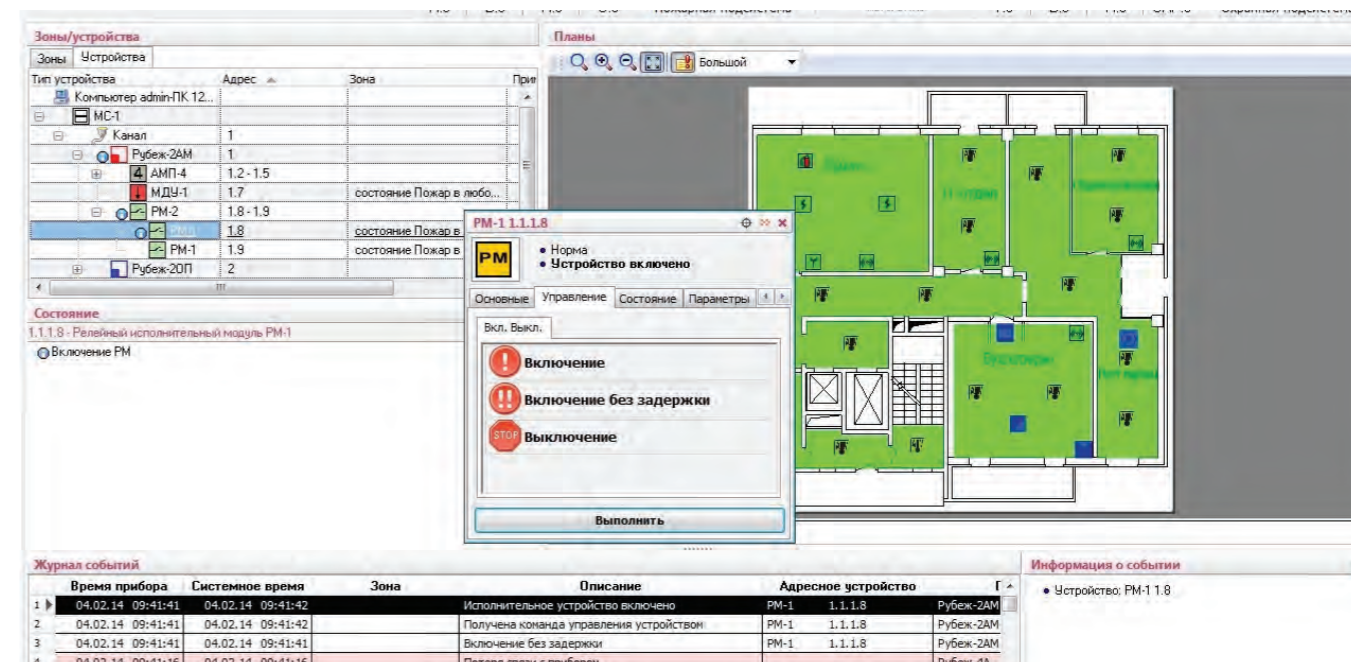 Зоны/устройства
Планы
Зоны Устройства
Большой
Тип устройства Адрес Зона
Компьютер admin-ПК 12...
МС-1
Канал 1
Рубеж-2АМ 1
4 АМП-4 1.2 - 1.5
МДУ-1 1.7 состояние Пожар в любо...
РМ-2 1.8 - 1.9
1.8 состояние Пожар в
РМ-1 1.9 состояние Пожар в
Рубеж-2ОП 2
РМ-1 1.1.1.8
РМ
Норма
Устройство включено
Основные Управление Состояние Параметры
Вкл. Выкл.
Включение
Включение без задержки
STOP Выключение
Выполнить
Состояние
1.1.1.8 - Релейный исполнительный модуль РМ-1
Включение РМ
Журнал событий
Информация о событии
Время прибора Системное время Зона Описание Адресное устройство
Устройство: РМ-1 1.8
1 04.02.14 09:41:41 04.02.14 09:41:42 Исполнительное устройство включено РМ-1 1.1.1.8 Рубеж-2АМ
2 04.02.14 09:41:41 04.02.14 09:41:42 Получена команда управления устройством РМ-1 1.1.1.8 Рубеж-2АМ
3 04.02.14 09:41:41 04.02.14 09:41:41 Включение без задержки РМ-1 1.1.1.8 Рубеж-2АМ